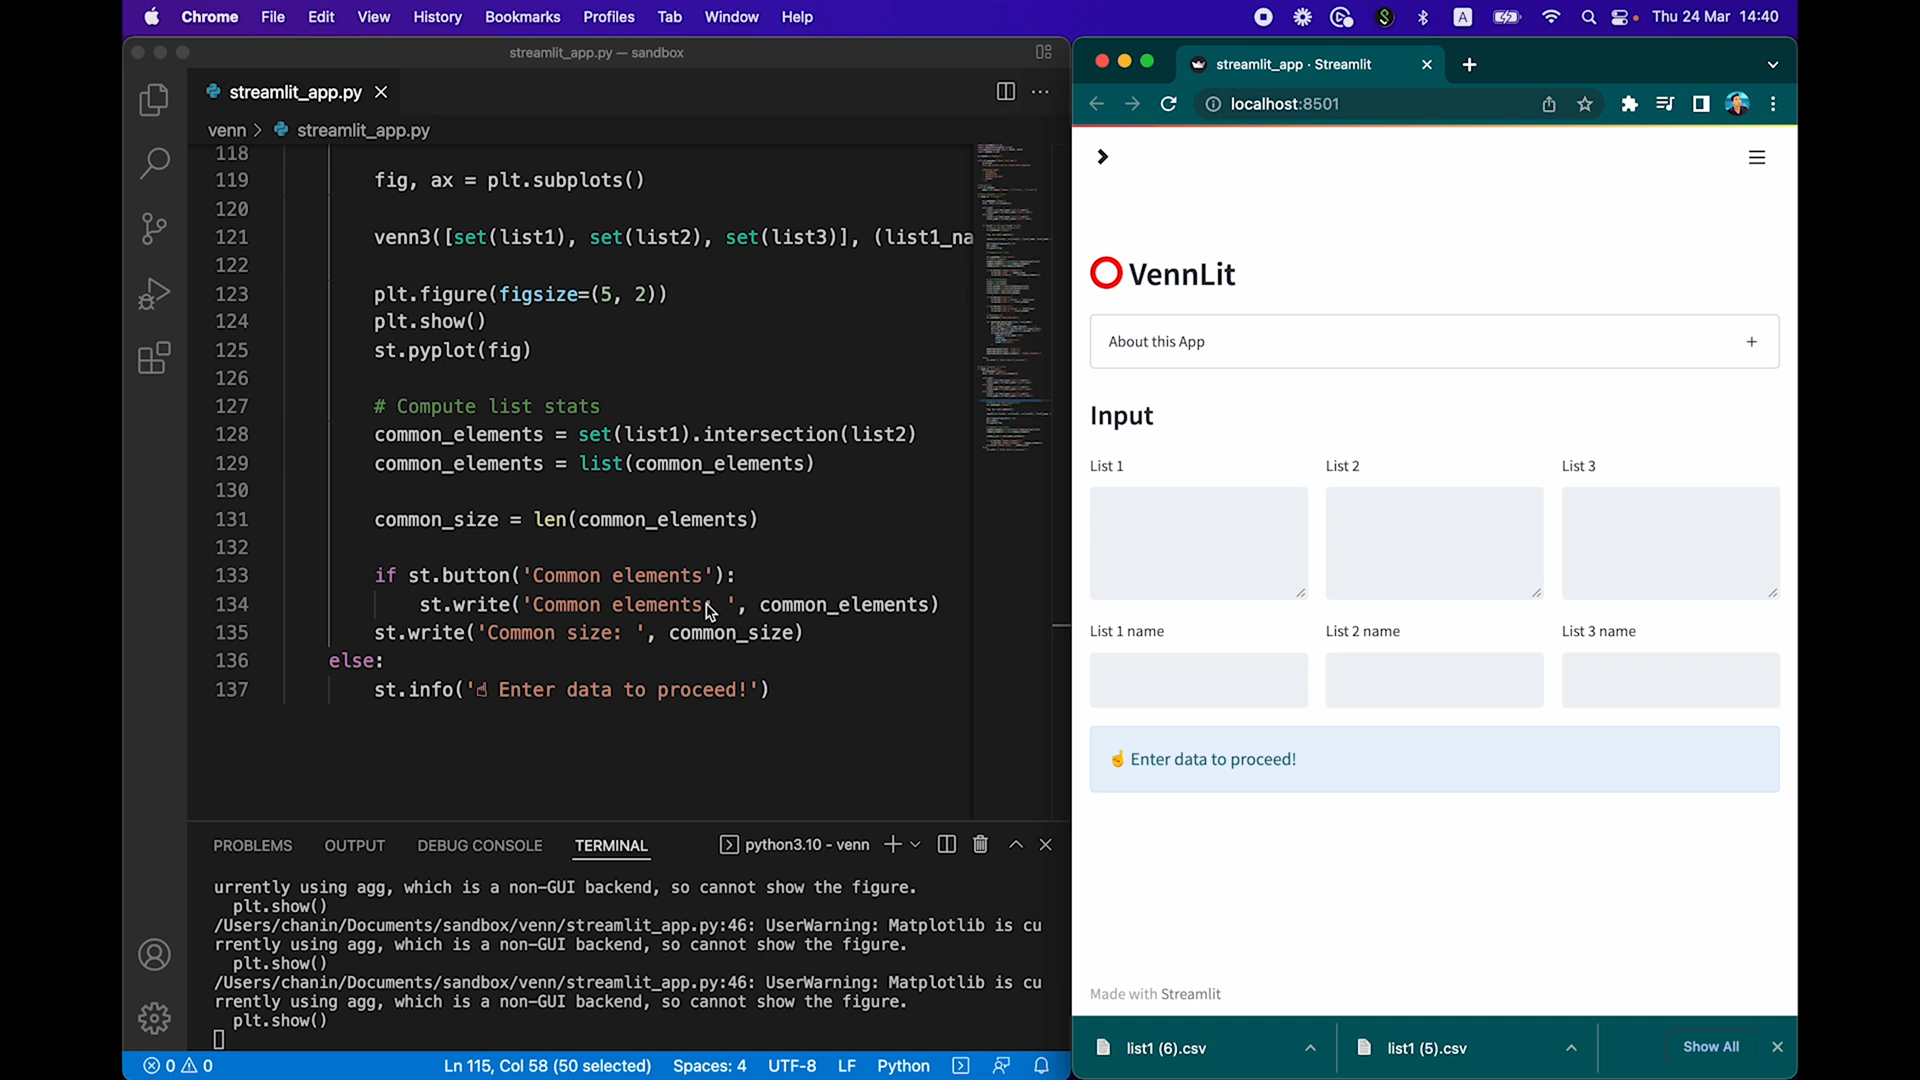 Chrome File Edit View History Bookmarks Profiles Tab Window Help
A Thu 24 Mar 14:40
streamlit_app.py — sandbox
streamlit_app.py
venn > streamlit_app.py
118
119 fig, ax = plt.subplots()
120
121 venn3([set(list1), set(list2), set(list3)], (list1_na
122
123 plt.figure(figsize=(5, 2))
124 plt.show()
125 st.pyplot(fig)
126
127 # Compute list stats
128 common_elements = set(list1).intersection(list2)
129 common_elements = list(common_elements)
130
131 common_size = len(common_elements)
132
133 if st.button('Common elements'):
134 st.write('Common elements: ', common_elements)
135 st.write('Common size: ', common_size)
136 else:
137 st.info('☝ Enter data to proceed!')
PROBLEMS OUTPUT DEBUG CONSOLE TERMINAL python3.10 - venn
urrently using agg, which is a non-GUI backend, so cannot show the figure.
plt.show()
/Users/chanin/Documents/sandbox/venn/streamlit_app.py:46: UserWarning: Matplotlib is cu
rrently using agg, which is a non-GUI backend, so cannot show the figure.
plt.show()
/Users/chanin/Documents/sandbox/venn/streamlit_app.py:46: UserWarning: Matplotlib is cu
rrently using agg, which is a non-GUI backend, so cannot show the figure.
plt.show()
0 0 Ln 115, Col 58 (50 selected) Spaces: 4 UTF-8 LF Python
streamlit_app · Streamlit
localhost:8501
VennLit
About this App
Input
List 1 List 2 List 3
List 1 name List 2 name List 3 name
☝ Enter data to proceed!
Made with Streamlit
list1 (6).csv list1 (5).csv Show All